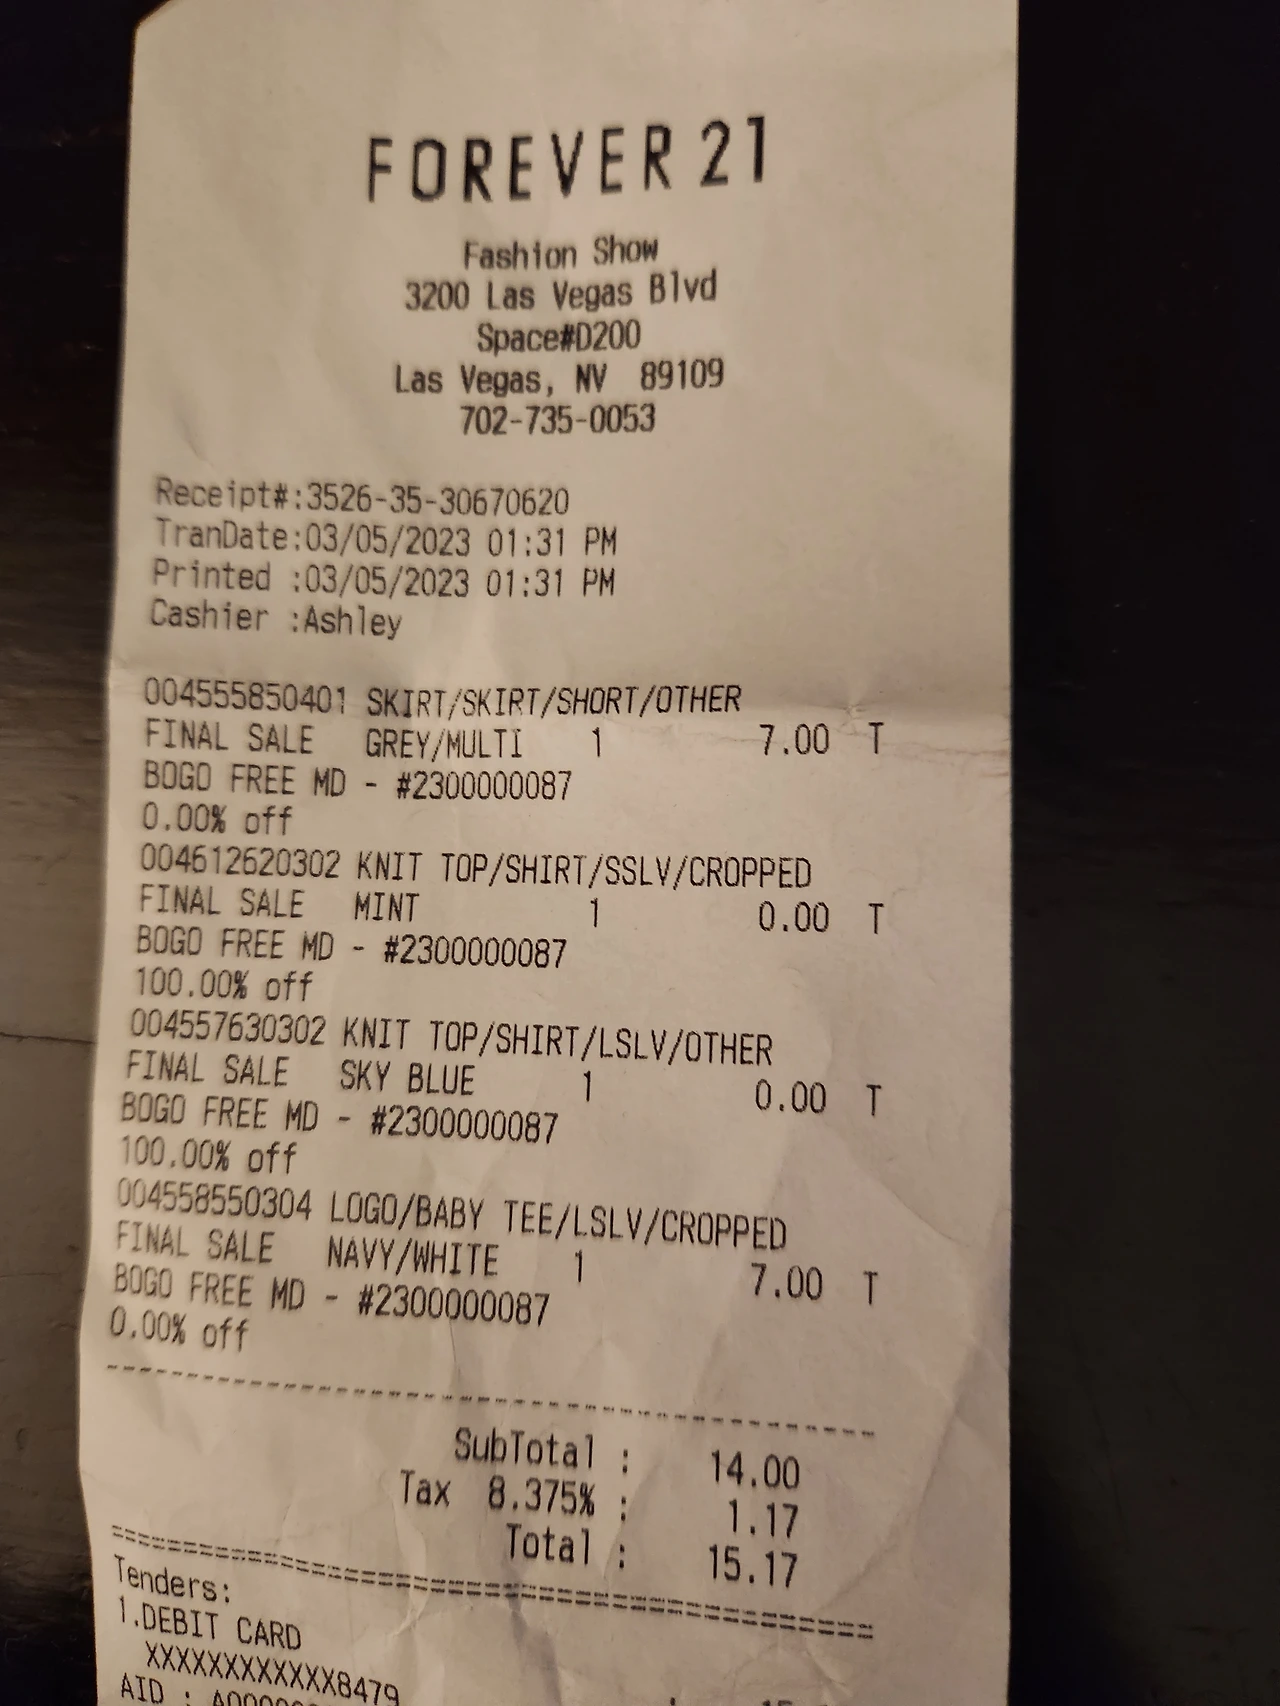 FOREVER 21
Fashion Show
3200 Las Vegas Blvd
Space#D200
Las Vegas, NV 89109
702-735-0053
Receipt#:3526-35-30670620
TranDate:03/05/2023 01:31 PM
Printed :03/05/2023 01:31 PM
Cashier :Ashley
004555850401 SKIRT/SKIRT/SHORT/OTHER
FINAL SALE GREY/MULTI 1 7.00 T
BOGO FREE MD - #2300000087
0.00% off
004612620302 KNIT TOP/SHIRT/SSLV/CROPPED
FINAL SALE MINT 1 0.00 T
BOGO FREE MD - #2300000087
100.00% off
004557630302 KNIT TOP/SHIRT/LSLV/OTHER
FINAL SALE SKY BLUE 1 0.00 T
BOGO FREE MD - #2300000087
100.00% off
004558550304 LOGO/BABY TEE/LSLV/CROPPED
FINAL SALE NAVY/WHITE 1 7.00 T
BOGO FREE MD - #2300000087
0.00% off
SubTotal : 14.00
Tax 8.375% : 1.17
Total : 15.17
Tenders:
1.DEBIT CARD
XXXXXXXXXXXX8479
AID :